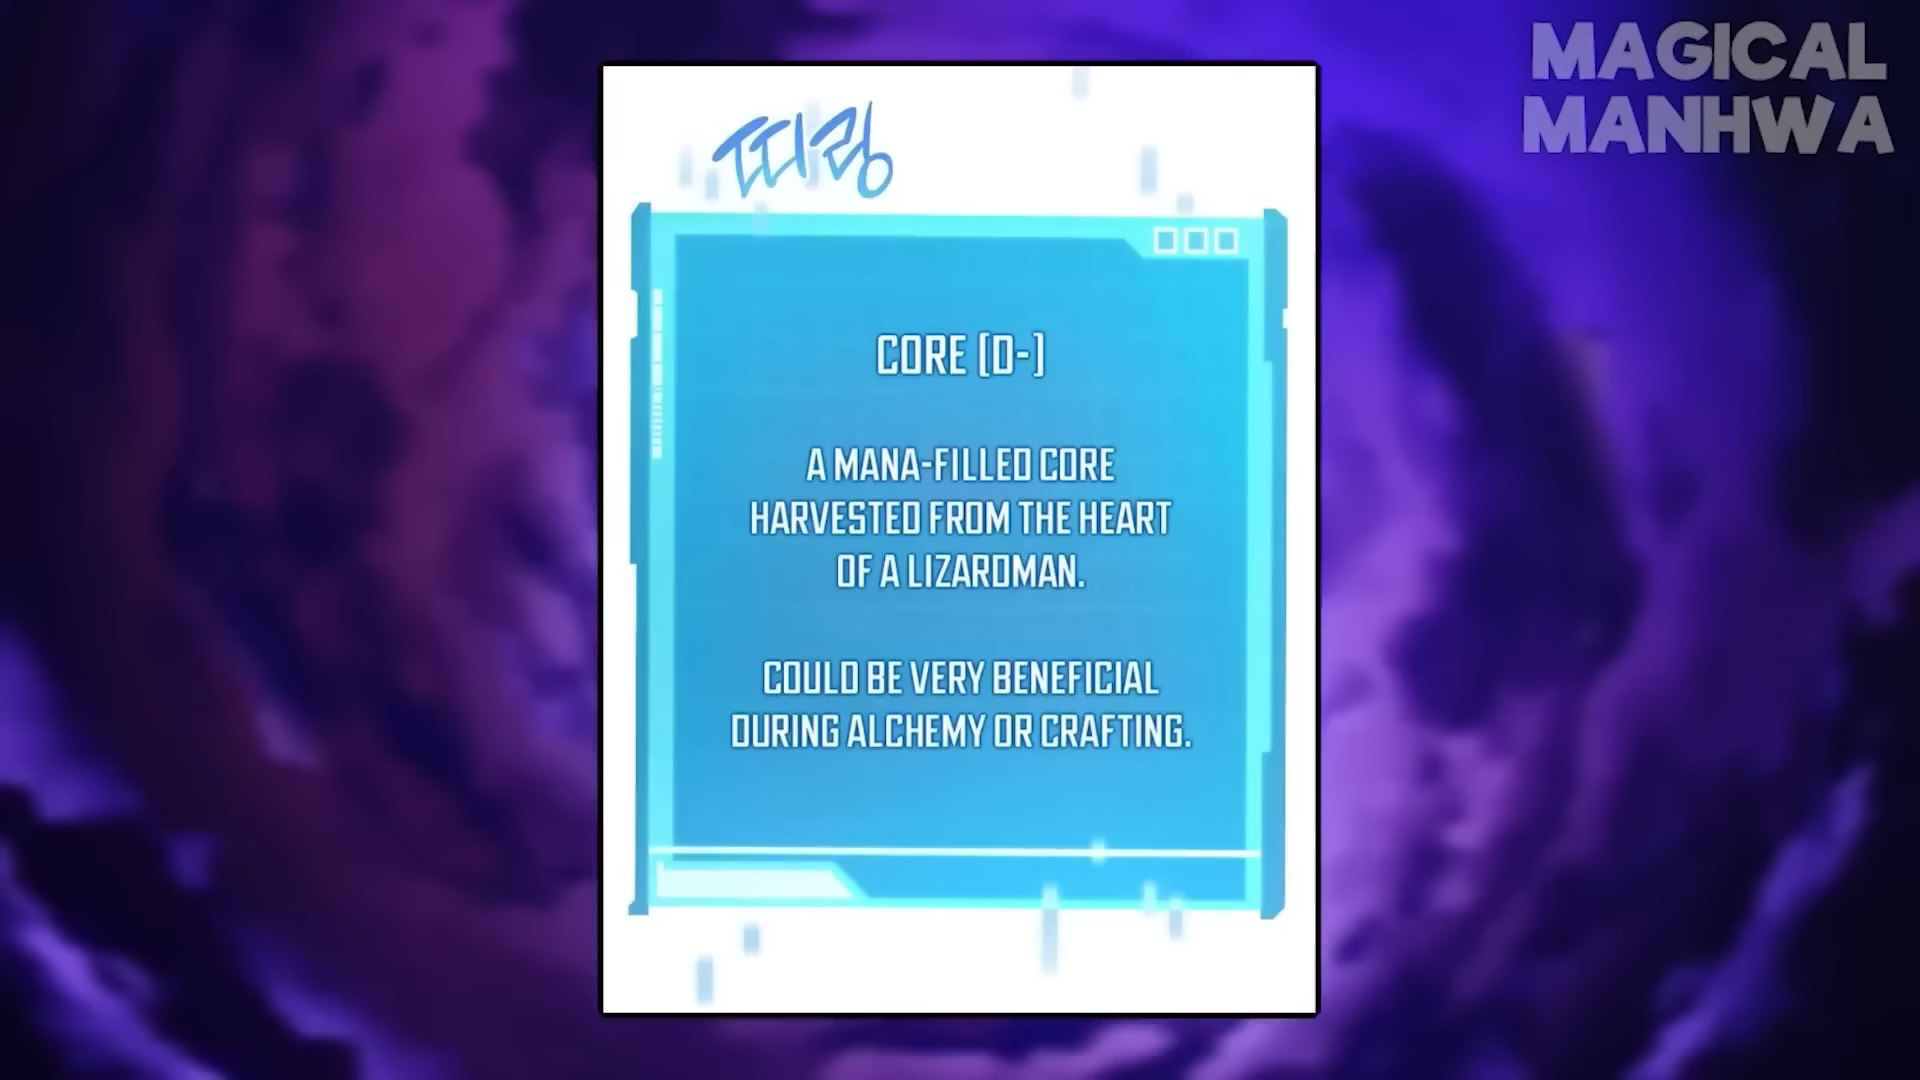 MAGICAL
MANHWA
띠링
CORE [D-]
A MANA-FILLED CORE
HARVESTED FROM THE HEART
OF A LIZARDMAN.
COULD BE VERY BENEFICIAL
DURING ALCHEMY OR CRAFTING.